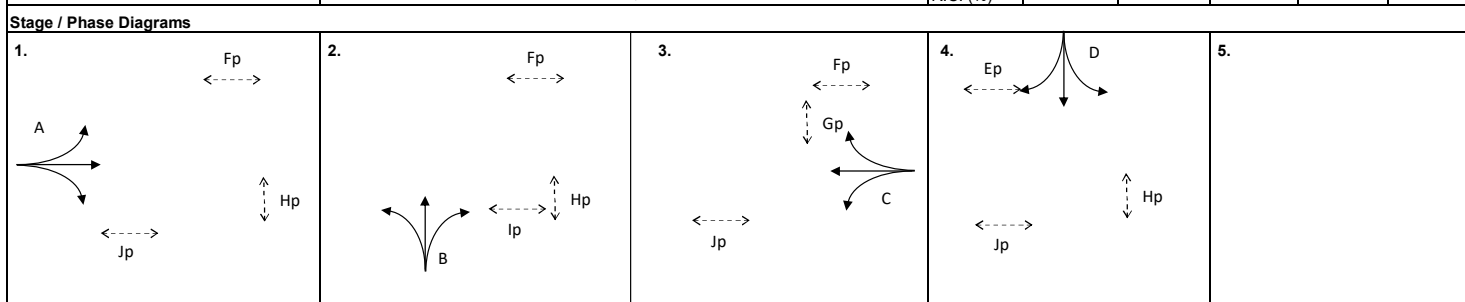 Stage / Phase Diagrams
1.
Fp
A
Hp
Jp
2.
Fp
Hp
Ip
B
3.
Fp
Gp
C
Jp
4.
D
Ep
Hp
Jp
5.